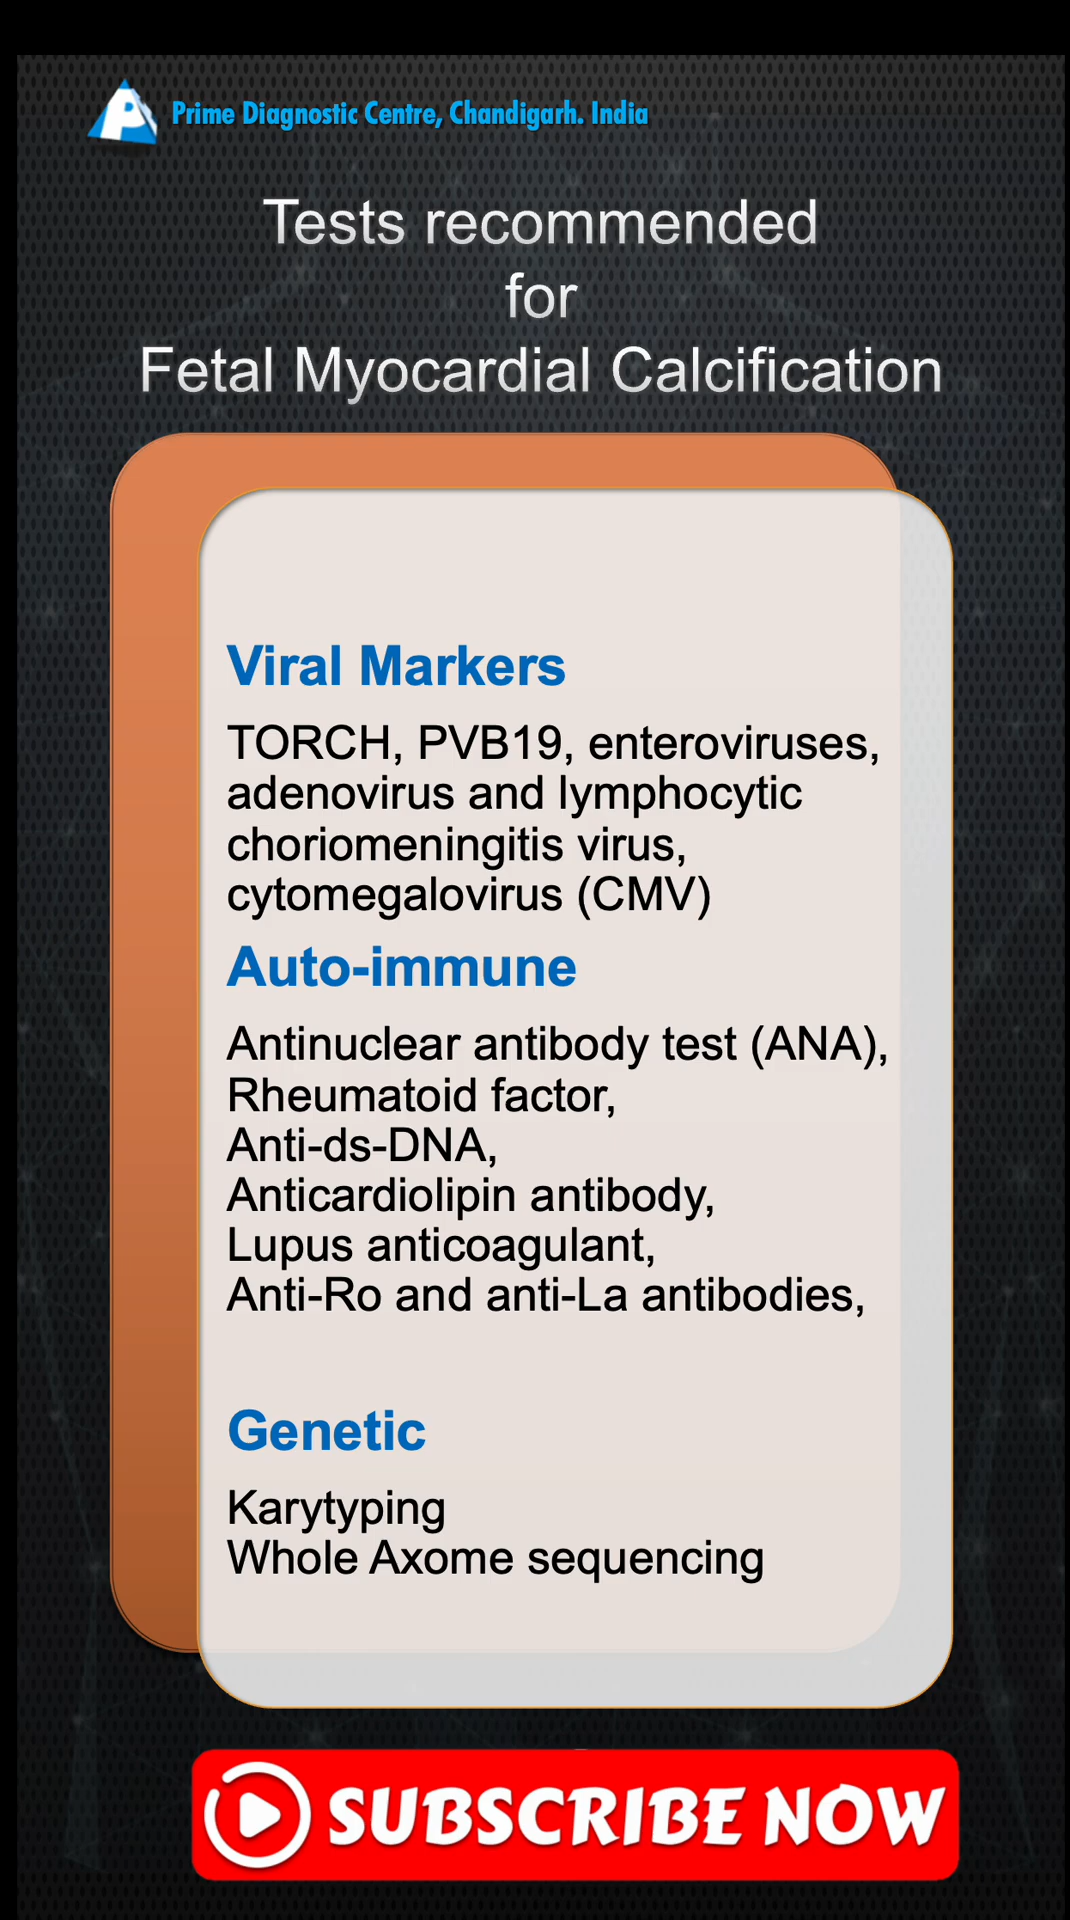 Prime Diagnostic Centre, Chandigarh. India
Tests recommended
for
Fetal Myocardial Calcification
Viral Markers
TORCH, PVB19, enteroviruses,
adenovirus and lymphocytic
choriomeningitis virus,
cytomegalovirus (CMV)
Auto-immune
Antinuclear antibody test (ANA),
Rheumatoid factor,
Anti-ds-DNA,
Anticardiolipin antibody,
Lupus anticoagulant,
Anti-Ro and anti-La antibodies,
Genetic
Karytyping
Whole Axome sequencing
SUBSCRIBE NOW